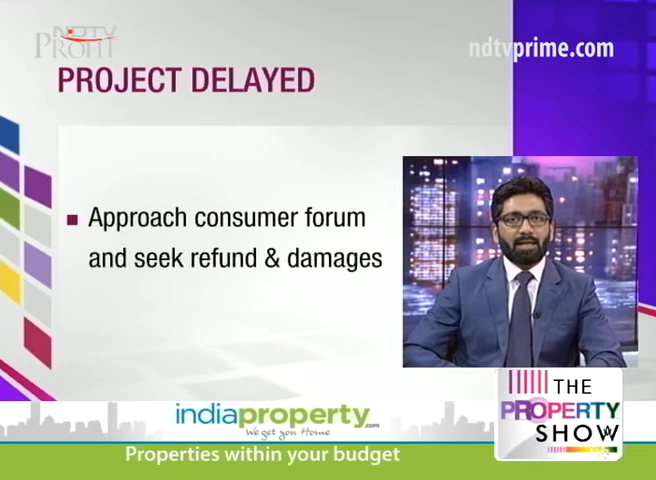 NDTV
PROFIT
ndtvprime.com
PROJECT DELAYED
Approach consumer forum
and seek refund & damages
indiaproperty.com
We get you Home
THE
PROPERTY
SHOW
Properties within your budget